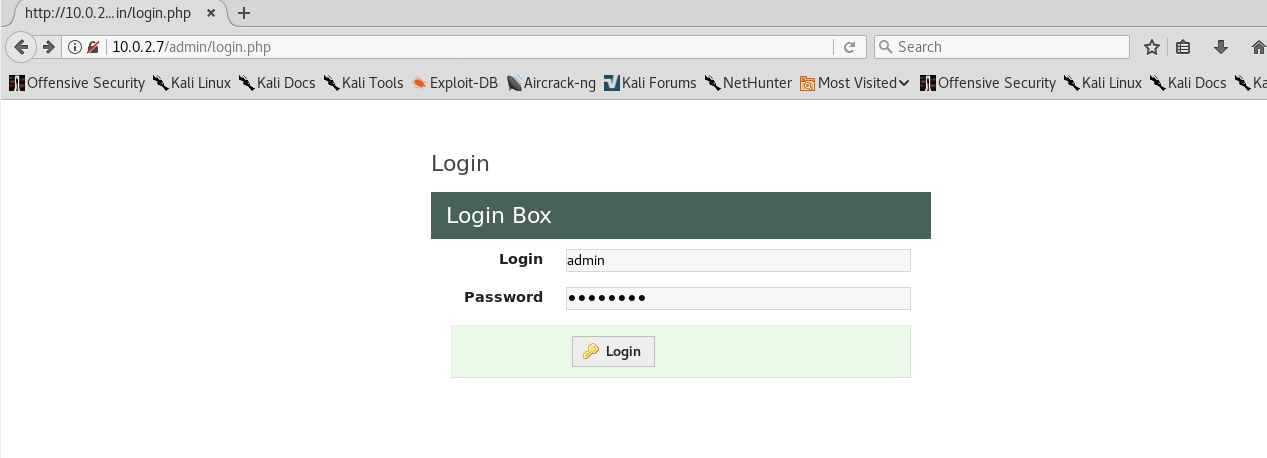 http://10.0.2...in/login.php
10.0.2.7/admin/login.php
Search
Offensive Security Kali Linux Kali Docs Kali Tools Exploit-DB Aircrack-ng Kali Forums NetHunter Most Visited Offensive Security Kali Linux Kali Docs Ka
Login
Login Box
Login admin
Password ●●●●●●●●
Login